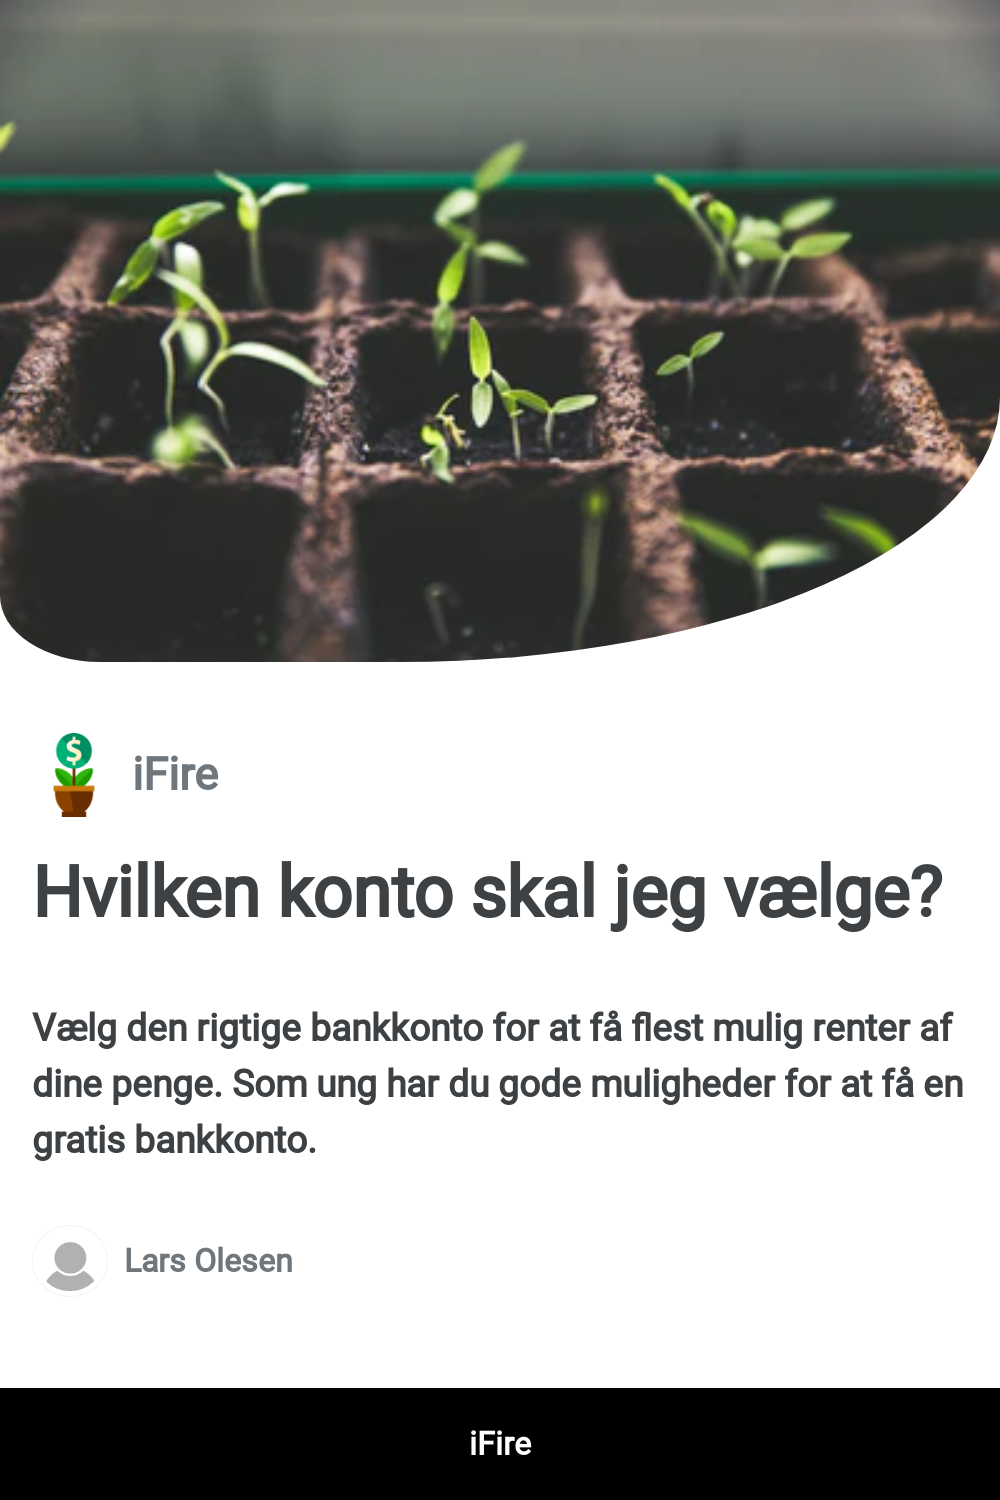 $
iFire
Hvilken konto skal jeg vælge?
Vælg den rigtige bankkonto for at få flest mulig renter af
dine penge. Som ung har du gode muligheder for at få en
gratis bankkonto.
Lars Olesen
iFire